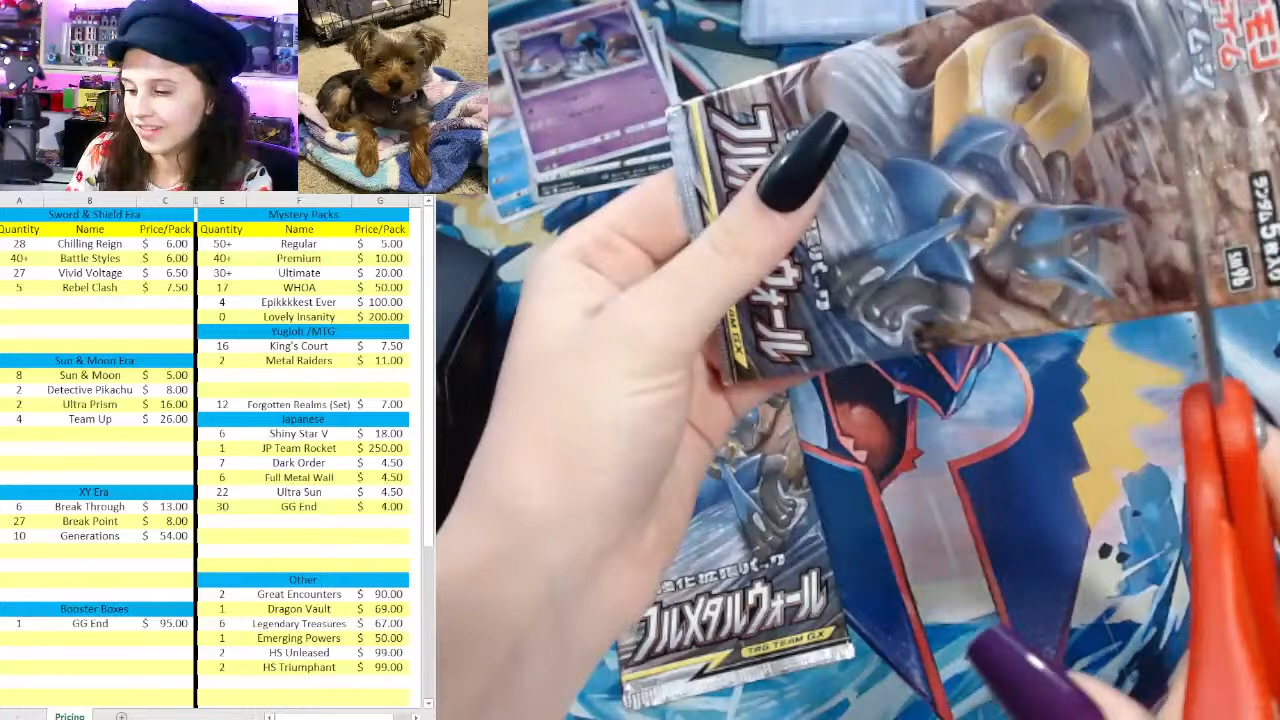 A B C E F G
Sword & Shield Era Mystery Packs
Quantity Name Price/Pack Quantity Name Price/Pack
28 Chilling Reign $ 6.00 50+ Regular $ 5.00
40+ Battle Styles $ 6.00 40+ Premium $ 10.00
27 Vivid Voltage $ 6.50 30+ Ultimate $ 20.00
5 Rebel Clash $ 7.50 17 WHOA $ 50.00
4 Epikkkkest Ever $ 100.00
0 Lovely Insanity $ 200.00
Yugioh /MTG
16 King's Court $ 7.50
Sun & Moon Era 2 Metal Raiders $ 11.00
8 Sun & Moon $ 5.00
2 Detective Pikachu $ 8.00
2 Ultra Prism $ 16.00 12 Forgotten Realms (Set) $ 7.00
4 Team Up $ 26.00 Japanese
6 Shiny Star V $ 18.00
1 JP Team Rocket $ 250.00
7 Dark Order $ 4.50
6 Full Metal Wall $ 4.50
XY Era 22 Ultra Sun $ 4.50
6 Break Through $ 13.00 30 GG End $ 4.00
27 Break Point $ 8.00
10 Generations $ 54.00
Other
2 Great Encounters $ 90.00
Booster Boxes 1 Dragon Vault $ 69.00
1 GG End $ 95.00 6 Legendary Treasures $ 67.00
1 Emerging Powers $ 50.00
2 HS Unleased $ 99.00
2 HS Triumphant $ 99.00
Pricing
SM9b
強化拡張パック
フルメタルウォール
TAG TEAM GX